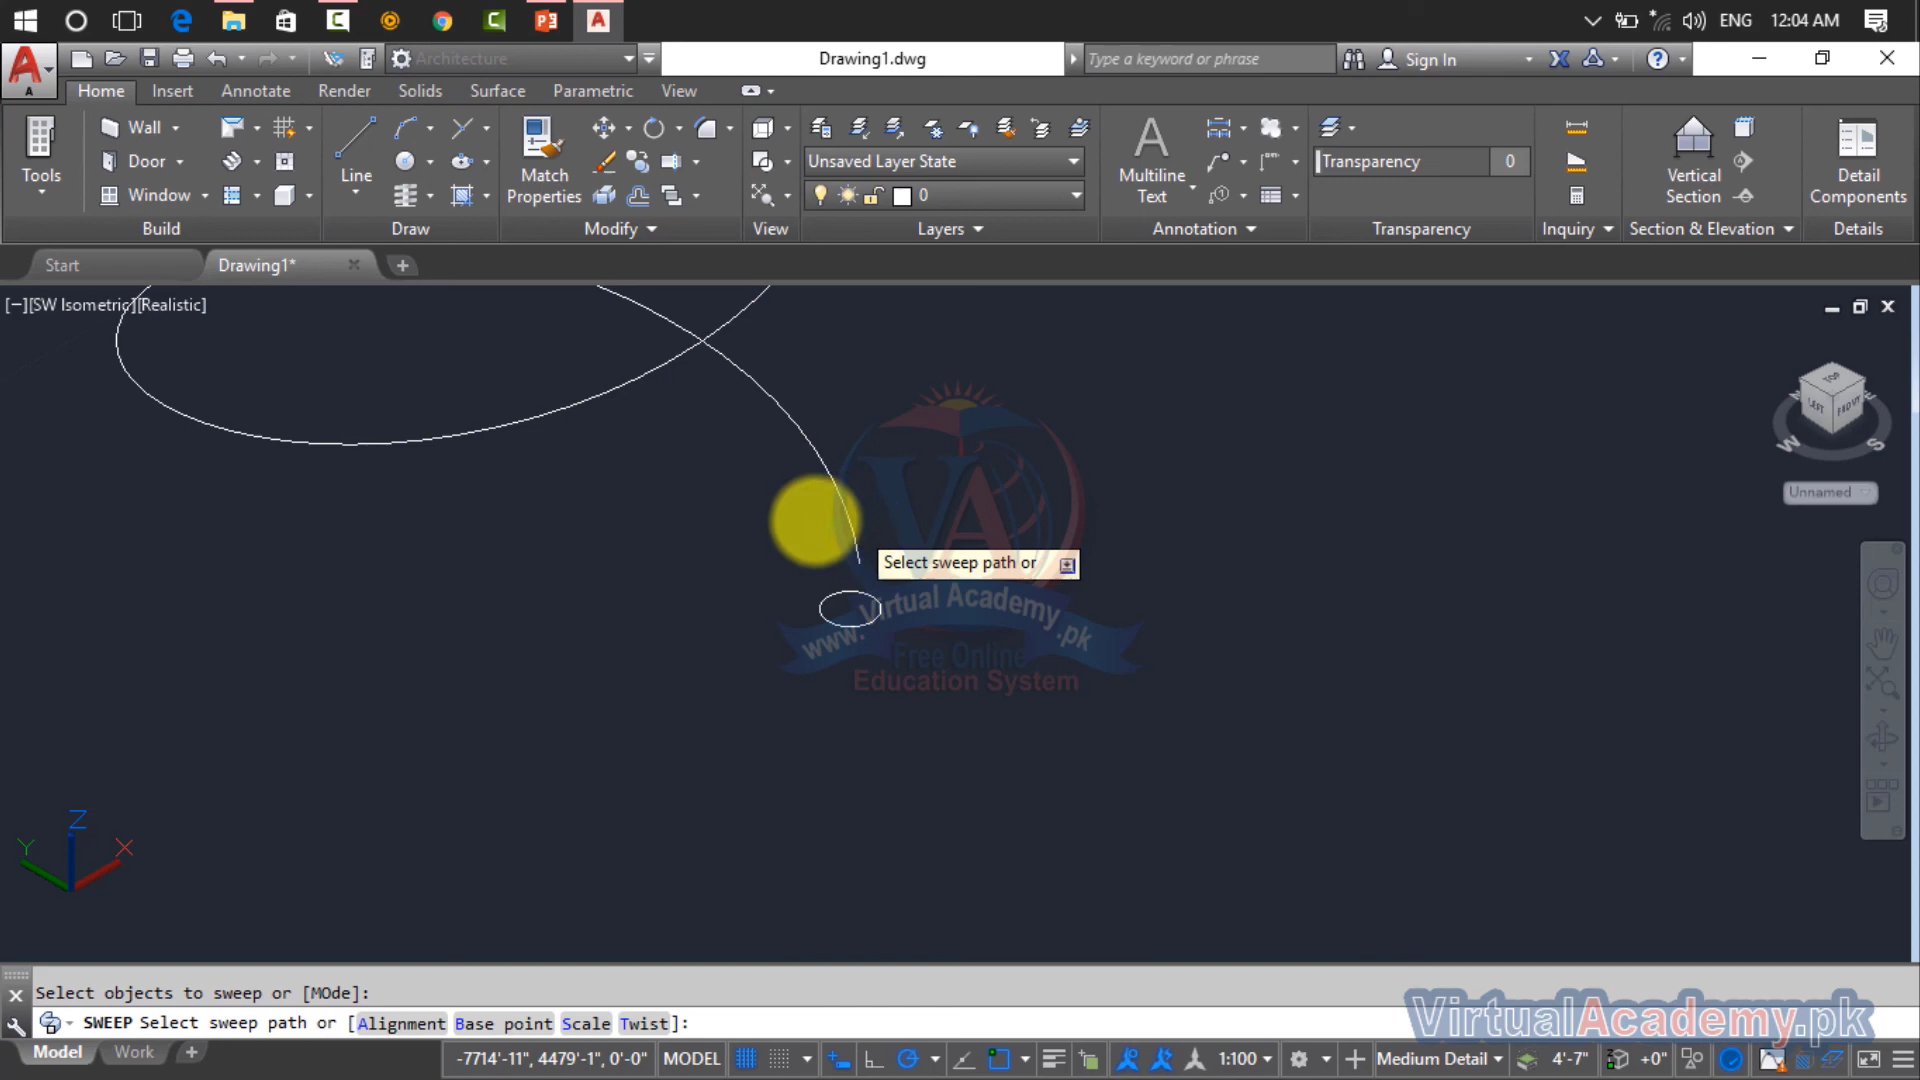 ENG 12:04 AM
Architecture Drawing1.dwg Type a keyword or phrase Sign In
A
Home Insert Annotate Render Solids Surface Parametric View
Tools Wall Door Window
Line
Match Properties
Unsaved Layer State
0
Multiline Text
Transparency 0
Vertical Section
Detail Components
Build Draw Modify View Layers Annotation Transparency Inquiry Section & Elevation Details
Start Drawing1*
[−][SW Isometric][Realistic]
TOP
LEFT FRONT
W S
Unnamed
Select sweep path or
VA
www.Virtual Academy.pk
Free Online
Education System
Z
Y X
Select objects to sweep or [MOde]:
SWEEP Select sweep path or [Alignment Base point Scale Twist]:
VirtualAcademy.pk
Model Work + -7714'-11", 4479'-1", 0'-0" MODEL 1:100 Medium Detail 4'-7" +0"